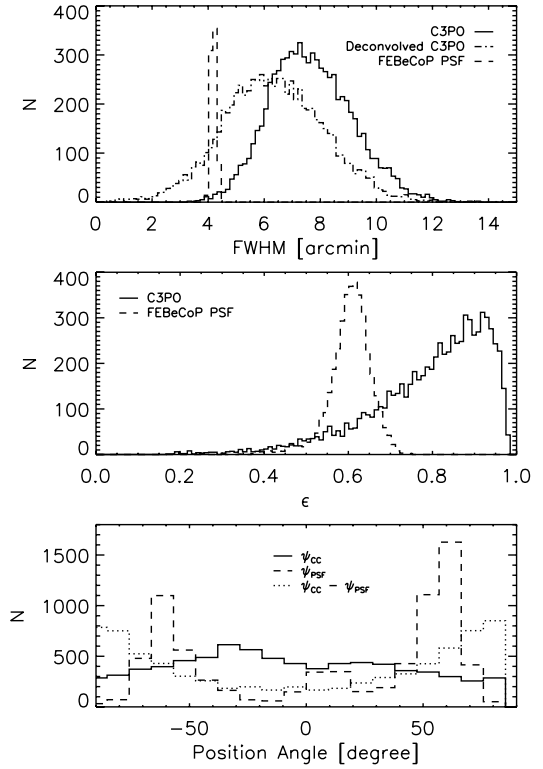 400
300
200
100
0
N
C3PO
Deconvolved C3PO
FEBeCoP PSF
0 2 4 6 8 10 12 14
FWHM [arcmin]
400
300
200
100
0
N
C3PO
FEBeCoP PSF
0.0 0.2 0.4 0.6 0.8 1.0
ϵ
1500
1000
500
0
N
ψCC
ψPSF
ψCC − ψPSF
−50 0 50
Position Angle [degree]